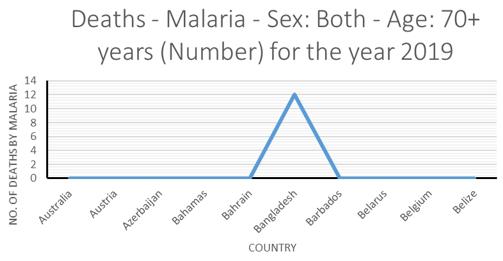 Deaths - Malaria - Sex: Both - Age: 70+
years (Number) for the year 2019
NO. OF DEATHS BY MALARIA
14
12
10
8
6
4
2
0
Australia
Austria
Azerbaijan
Bahamas
Bahrain
Bangladesh
Barbados
Belarus
Belgium
Belize
COUNTRY